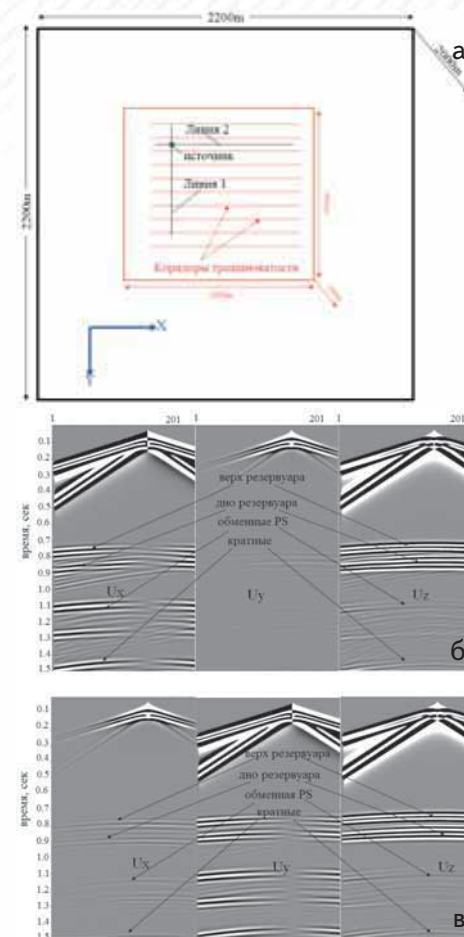 2200m
а
2200m
Линия 2
источник
Линия 1
Коридоры трещиноватости
X
1 201 1 201 1 201
0.1
0.2
0.3
0.4
0.5
0.6
0.7
0.8
0.9
1.0
1.1
1.2
1.3
1.4
1.5
время, сек
верх резервуара
дно резервуара
обменные PS
кратные
Ux
Uy
Uz
б
0.1
0.2
0.3
0.4
0.5
0.6
0.7
0.8
0.9
1.0
1.1
1.2
1.3
1.4
1.5
время, сек
верх резервуара
дно резервуара
обменная PS
кратные
Ux
Uy
Uz
в